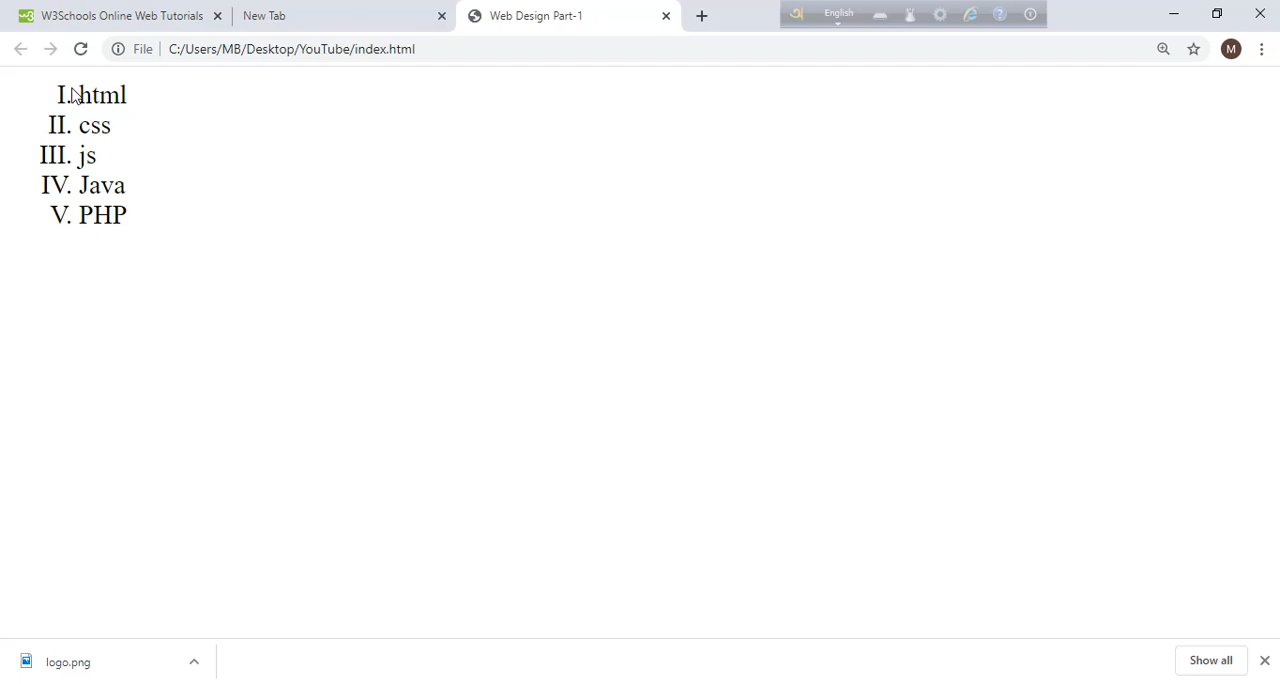 W3Schools Online Web Tutorials
New Tab
Web Design Part-1
অ English
File C:/Users/MB/Desktop/YouTube/index.html
M
I. html
II. css
III. js
IV. Java
V. PHP
logo.png
Show all